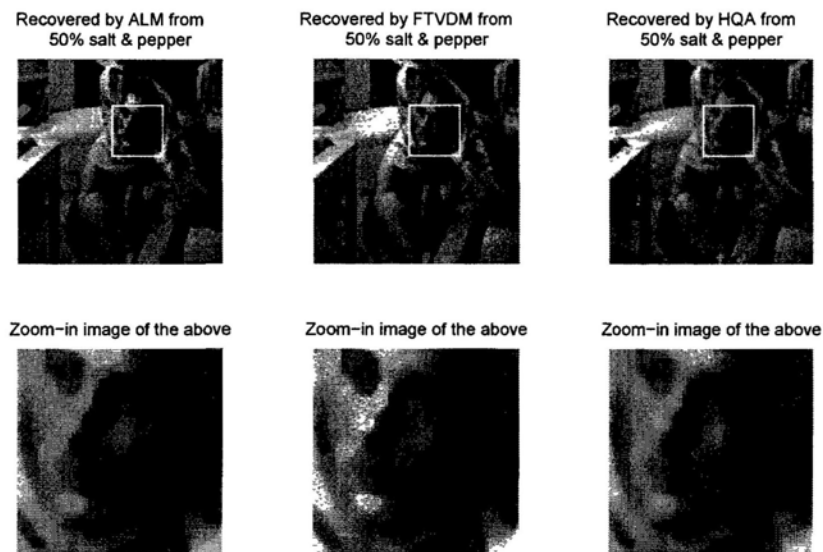 Recovered by ALM from
50% salt & pepper
Recovered by FTVDM from
50% salt & pepper
Recovered by HQA from
50% salt & pepper
Zoom-in image of the above
Zoom-in image of the above
Zoom-in image of the above